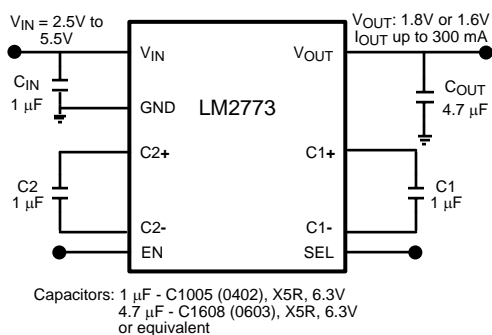 VIN = 2.5V to
5.5V
VOUT: 1.8V or 1.6V
IOUT up to 300 mA
VIN
VOUT
CIN
1 μF
COUT
4.7 μF
GND
LM2773
C2+
C1+
C2
1 μF
C1
1 μF
C2-
C1-
EN
SEL
Capacitors: 1 μF - C1005 (0402), X5R, 6.3V
4.7 μF - C1608 (0603), X5R, 6.3V
or equivalent